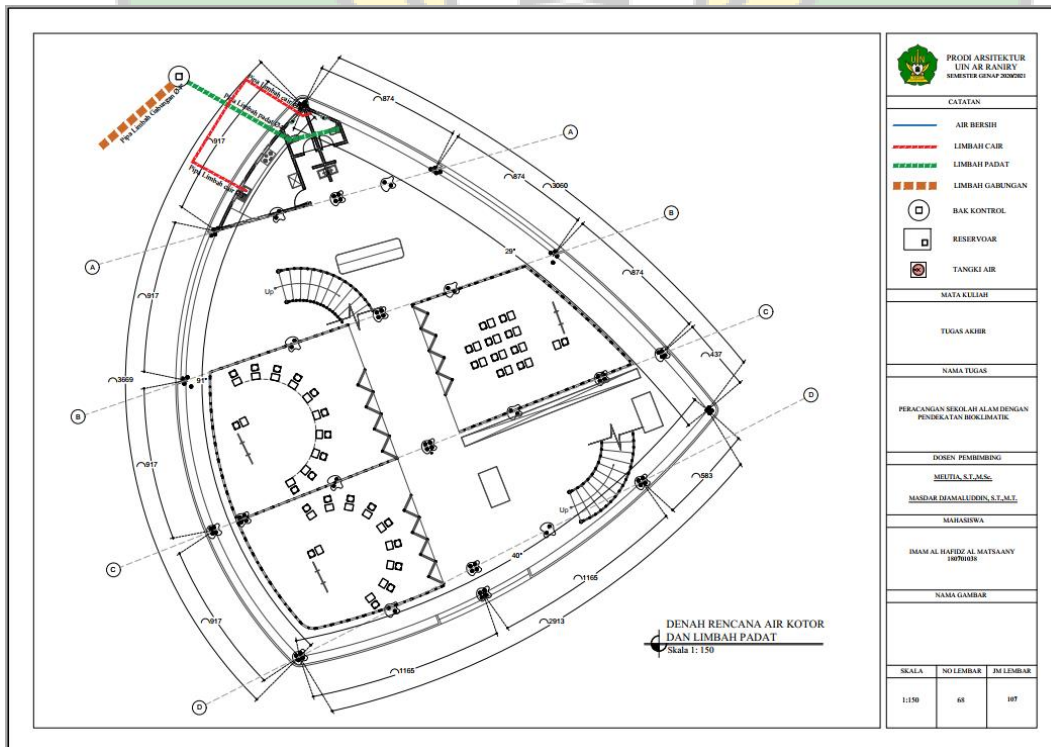 Pipa Limbah Gabungan
Pipa Limbah cair
Pipa Limbah padat
Pipa Limbah cair
874
917
874
3060
29°
874
437
917
3669
91°
917
917
583
40°
1165
2913
1165
Up
Up
A
A
B
B
C
C
D
D
DENAH RENCANA AIR KOTOR
DAN LIMBAH PADAT
Skala 1: 150
UIN
PRODI ARSITEKTUR
UIN AR RANIRY
SEMESTER GENAP 2020/2021
CATATAN
AIR BERSIH
LIMBAH CAIR
LIMBAH PADAT
LIMBAH GABUNGAN
BAK KONTROL
RESERVOAR
TANGKI AIR
MATA KULIAH
TUGAS AKHIR
NAMA TUGAS
PERACANGAN SEKOLAH ALAM DENGAN
PENDEKATAN BIOKLIMATIK
DOSEN PEMBIMBING
MEUTIA, S.T.,M.Sc.
MASDAR DJAMALUDDIN, S.T.,M.T.
MAHASISWA
IMAM AL HAFIDZ AL MATSAANY
180701038
NAMA GAMBAR
SKALA NO LEMBAR JM LEMBAR
1:150 68 107